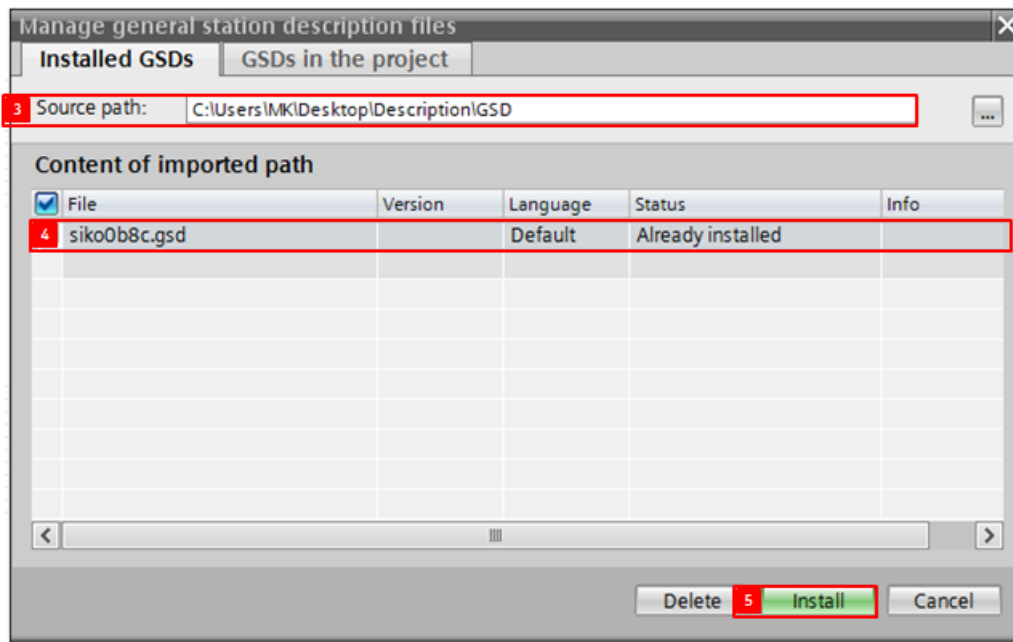 Manage general station description files
Installed GSDs GSDs in the project
3 Source path: C:\Users\MK\Desktop\Description\GSD ...
Content of imported path
File Version Language Status Info
4 siko0b8c.gsd Default Already installed
Delete 5 Install Cancel